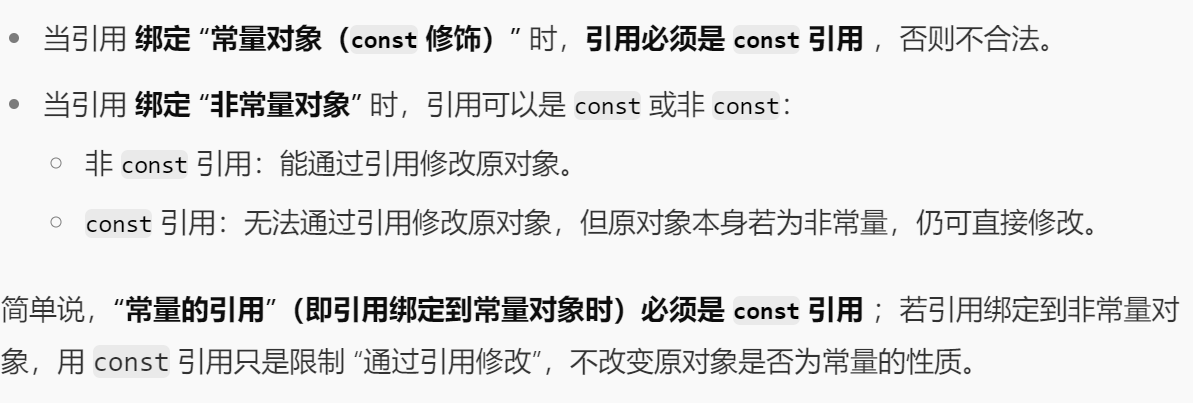 当引用 绑定 “常量对象（const 修饰）” 时，引用必须是 const 引用 ，否则不合法。
当引用 绑定 “非常量对象” 时，引用可以是 const 或非 const：
非 const 引用：能通过引用修改原对象。
const 引用：无法通过引用修改原对象，但原对象本身若为非常量，仍可直接修改。
简单说，“常量的引用”（即引用绑定到常量对象时）必须是 const 引用 ；若引用绑定到非常量对
象，用 const 引用只是限制 “通过引用修改”，不改变原对象是否为常量的性质。